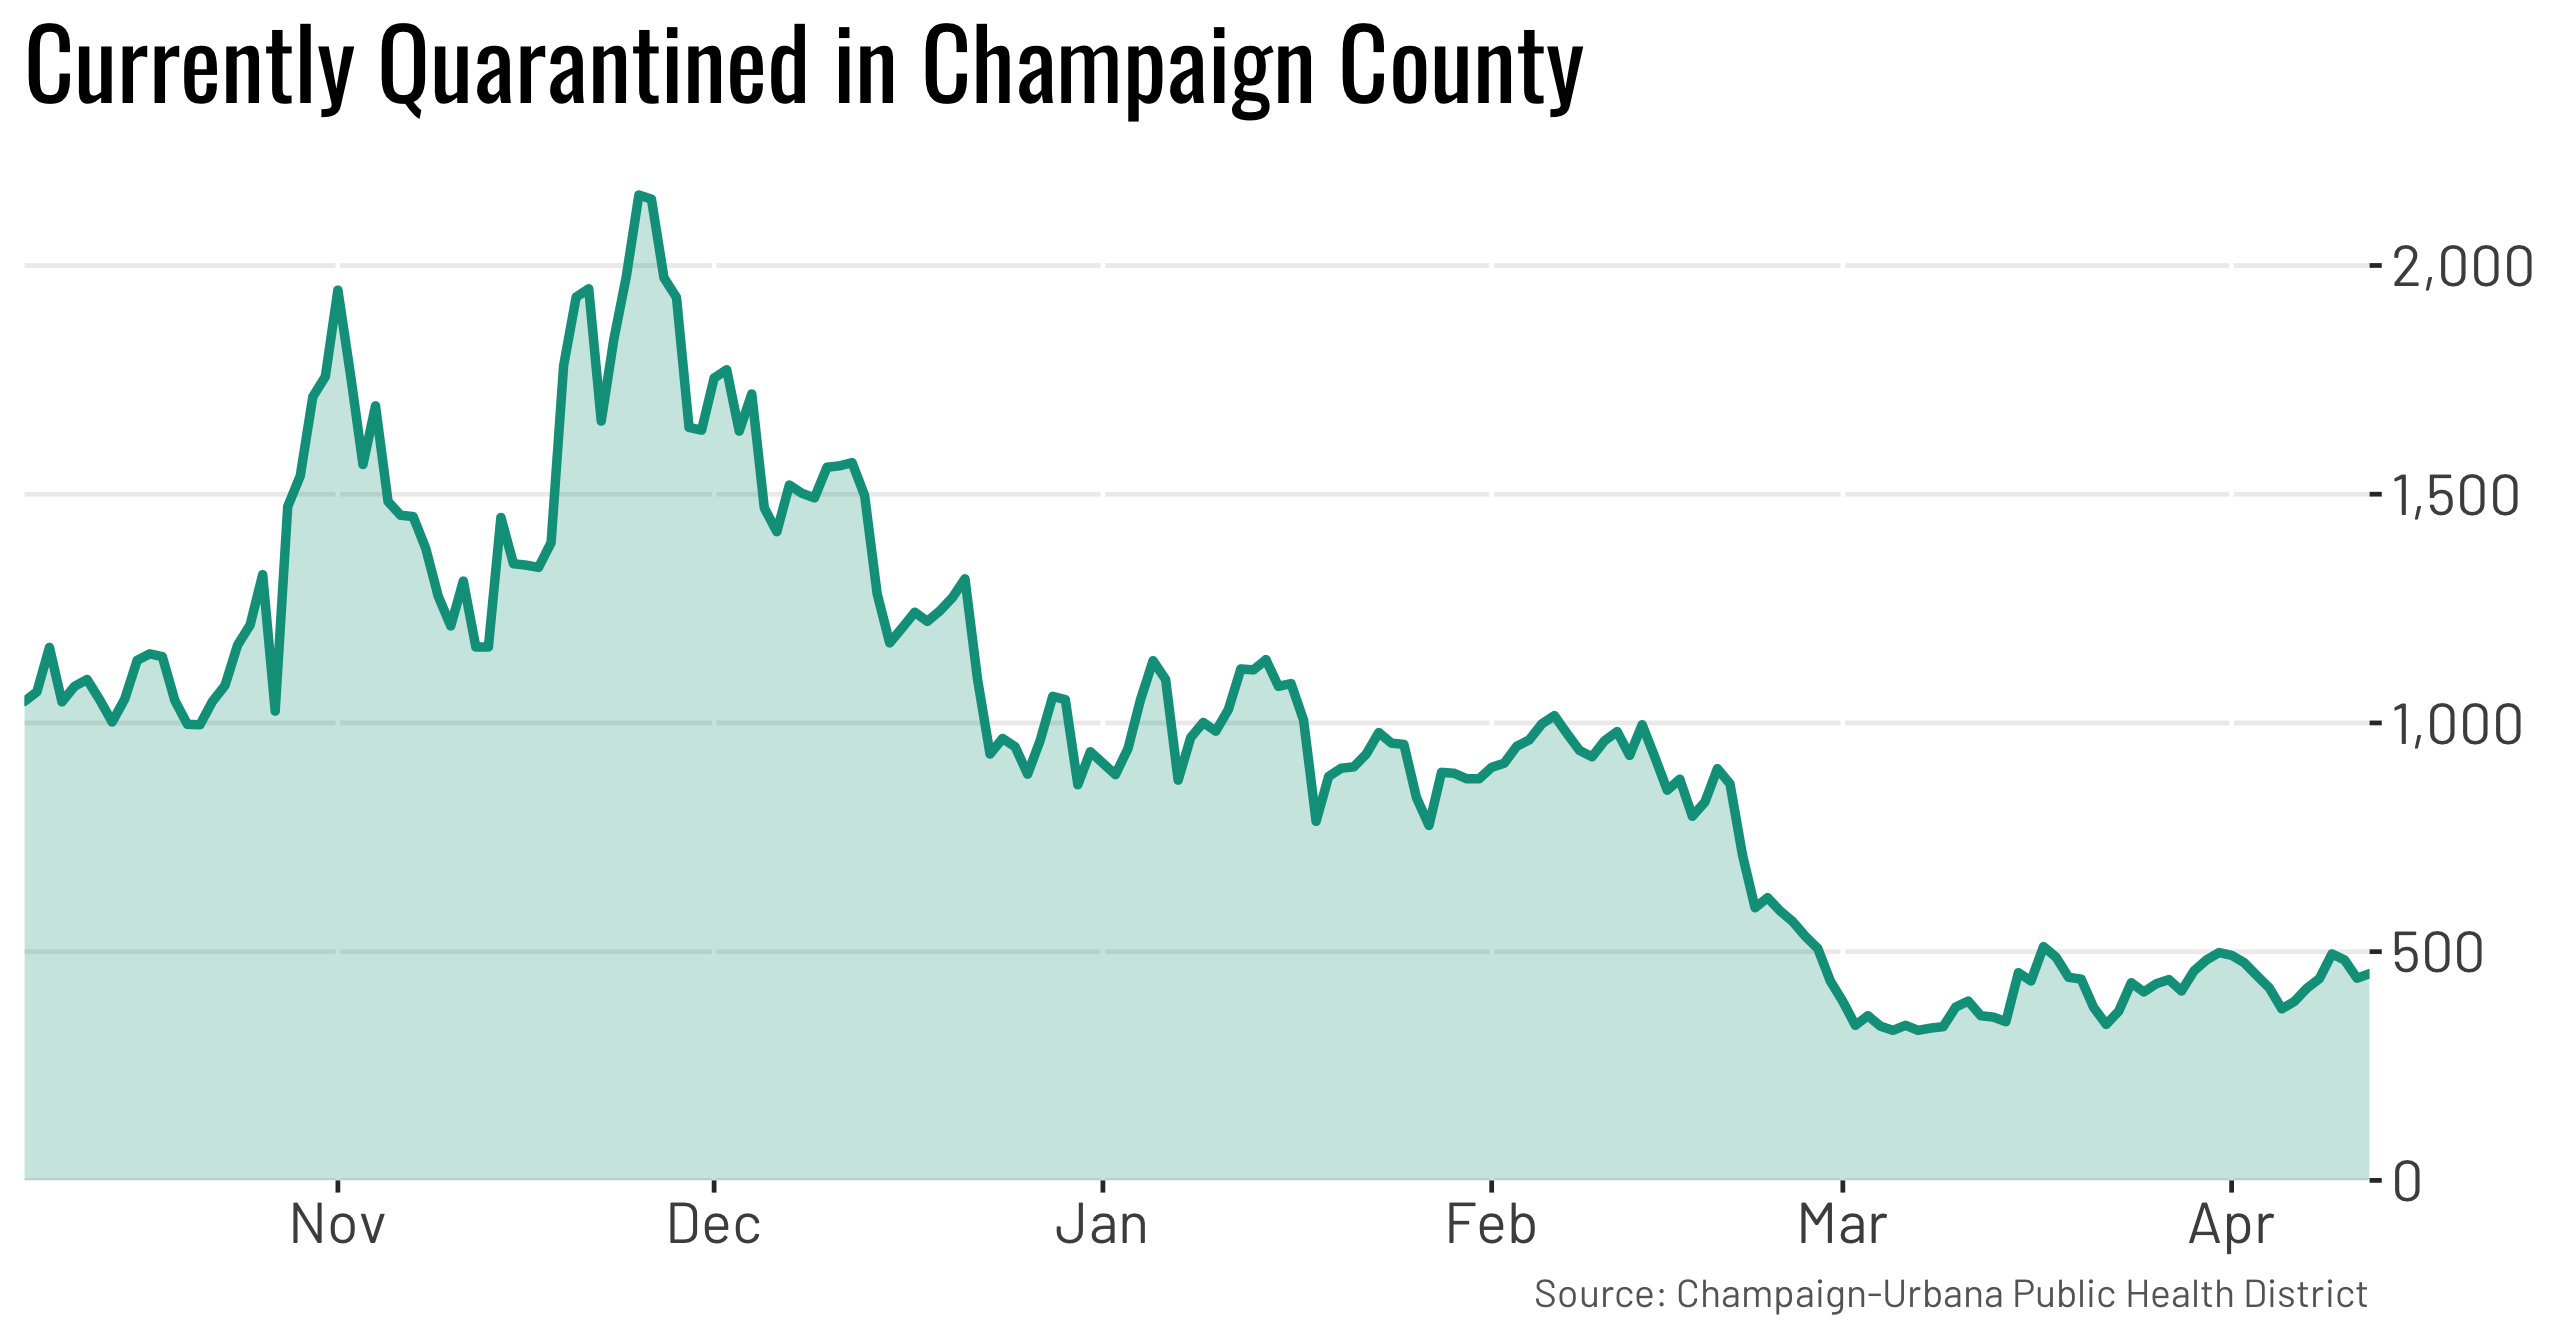 Currently Quarantined in Champaign County
2,000
1,500
1,000
500
0
Nov Dec Jan Feb Mar Apr
Source: Champaign-Urbana Public Health District